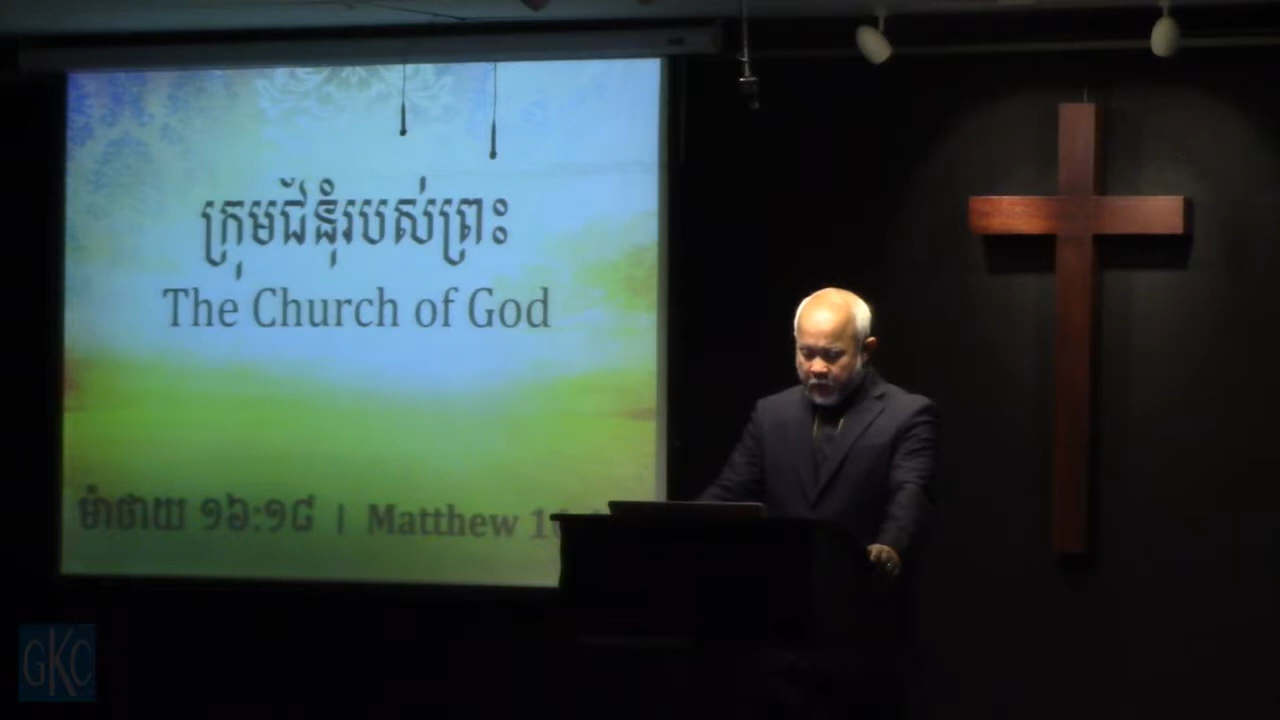 ក្រុមជំនុំរបស់ព្រះ
The Church of God
ម៉ាថាយ ១៦:១៨ | Matthew
GKC